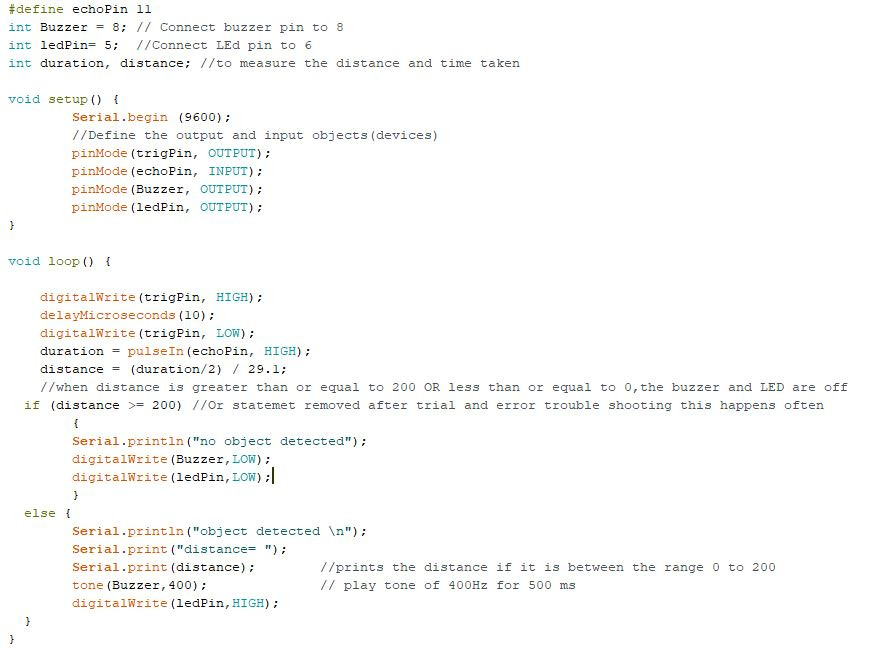 #define echoPin 11
int Buzzer = 8; // Connect buzzer pin to 8
int ledPin= 5;  //Connect LEd pin to 6
int duration, distance; //to measure the distance and time taken

void setup() {
        Serial.begin (9600);
        //Define the output and input objects(devices)
        pinMode(trigPin, OUTPUT);
        pinMode(echoPin, INPUT);
        pinMode(Buzzer, OUTPUT);
        pinMode(ledPin, OUTPUT);
}

void loop() {

    digitalWrite(trigPin, HIGH);
    delayMicroseconds(10);
    digitalWrite(trigPin, LOW);
    duration = pulseIn(echoPin, HIGH);
    distance = (duration/2) / 29.1;
    //when distance is greater than or equal to 200 OR less than or equal to 0,the buzzer and LED are off
  if (distance >= 200) //Or statemet removed after trial and error trouble shooting this happens often
        {
        Serial.println("no object detected");
        digitalWrite(Buzzer,LOW);
        digitalWrite(ledPin,LOW);
        }
  else {
        Serial.println("object detected \n");
        Serial.print("distance= ");
        Serial.print(distance);        //prints the distance if it is between the range 0 to 200
        tone(Buzzer,400);              // play tone of 400Hz for 500 ms
        digitalWrite(ledPin,HIGH);
  }
}